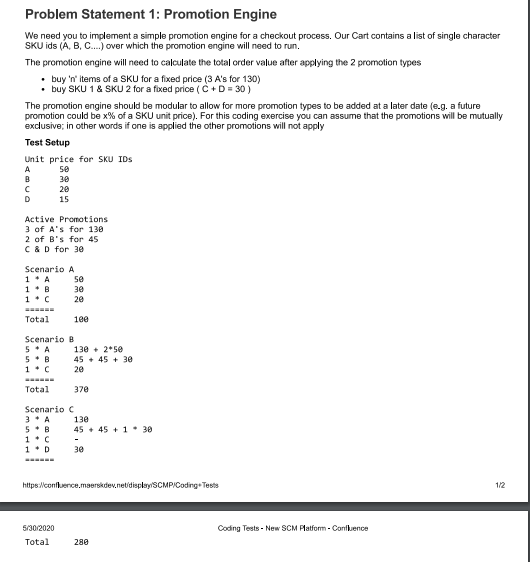 Problem Statement 1: Promotion Engine
We need you to implement a simple promotion engine for a checkout process. Our Cart contains a list of single character
SKU ids (A, B, C....) over which the promotion engine will need to run.
The promotion engine will need to calculate the total order value after applying the 2 promotion types
• buy 'n' items of a SKU for a fixed price (3 A's for 130)
• buy SKU 1 & SKU 2 for a fixed price ( C + D = 30 )
The promotion engine should be modular to allow for more promotion types to be added at a later date (e.g. a future
promotion could be x% of a SKU unit price). For this coding exercise you can assume that the promotions will be mutually
exclusive; in other words if one is applied the other promotions will not apply
Test Setup
Unit price for SKU IDs
A 50
B 30
C 20
D 15
Active Promotions
3 of A's for 130
2 of B's for 45
C & D for 30
Scenario A
1 * A 50
1 * B 30
1 * C 20
======
Total 100
Scenario B
5 * A 130 + 2*50
5 * B 45 + 45 + 30
1 * C 20
======
Total 370
Scenario C
3 * A 130
5 * B 45 + 45 + 1 * 30
1 * C -
1 * D 30
======
https://confluence.maerskdev.net/display/SCMP/Coding+Tests 1/2
5/30/2020 Coding Tests - New SCM Platform - Confluence
Total 280